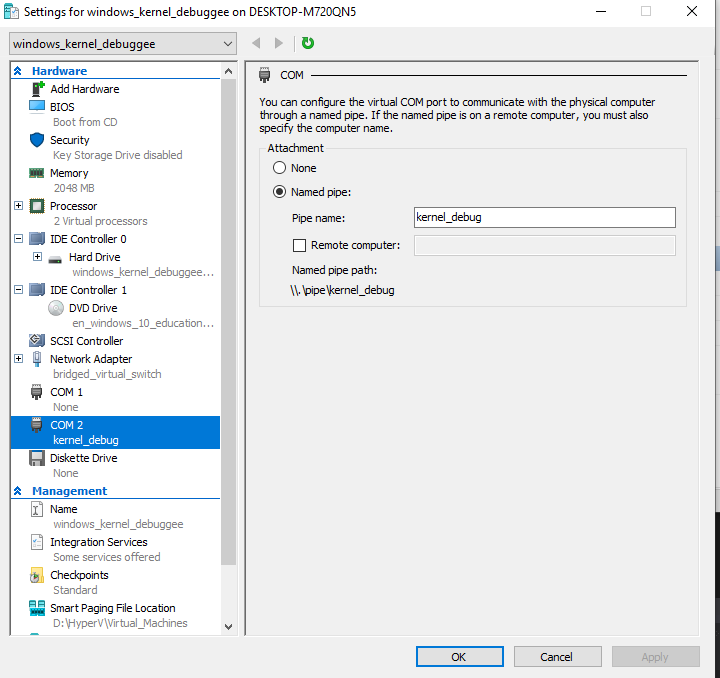 Settings for windows_kernel_debuggee on DESKTOP-M720QN5
windows_kernel_debuggee
Hardware
Add Hardware
BIOS
Boot from CD
Security
Key Storage Drive disabled
Memory
2048 MB
Processor
2 Virtual processors
IDE Controller 0
Hard Drive
windows_kernel_debuggee...
IDE Controller 1
DVD Drive
en_windows_10_education...
SCSI Controller
Network Adapter
bridged_virtual_switch
COM 1
None
COM 2
kernel_debug
Diskette Drive
None
Management
Name
windows_kernel_debuggee
Integration Services
Some services offered
Checkpoints
Standard
Smart Paging File Location
D:\HyperV\Virtual_Machines
COM
You can configure the virtual COM port to communicate with the physical computer
through a named pipe. If the named pipe is on a remote computer, you must also
specify the computer name.
Attachment
None
Named pipe:
Pipe name: kernel_debug
Remote computer:
Named pipe path:
\\.\pipe\kernel_debug
OK Cancel Apply